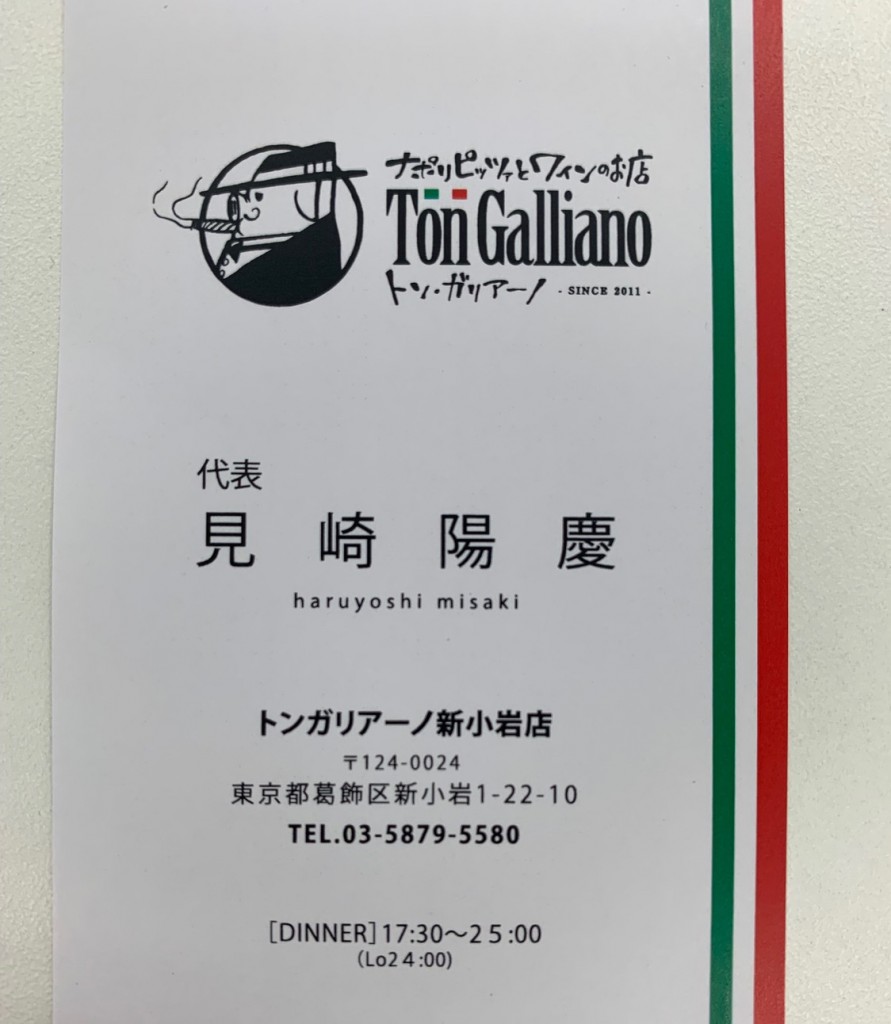 ナポリピッツァとワインのお店
Ton Galliano
トン・ガリアーノ - SINCE 2011 -
代表
見崎陽慶
haruyoshi misaki
トンガリアーノ新小岩店
〒124-0024
東京都葛飾区新小岩1-22-10
TEL.03-5879-5580
[DINNER]17:30〜25:00
(Lo24:00)